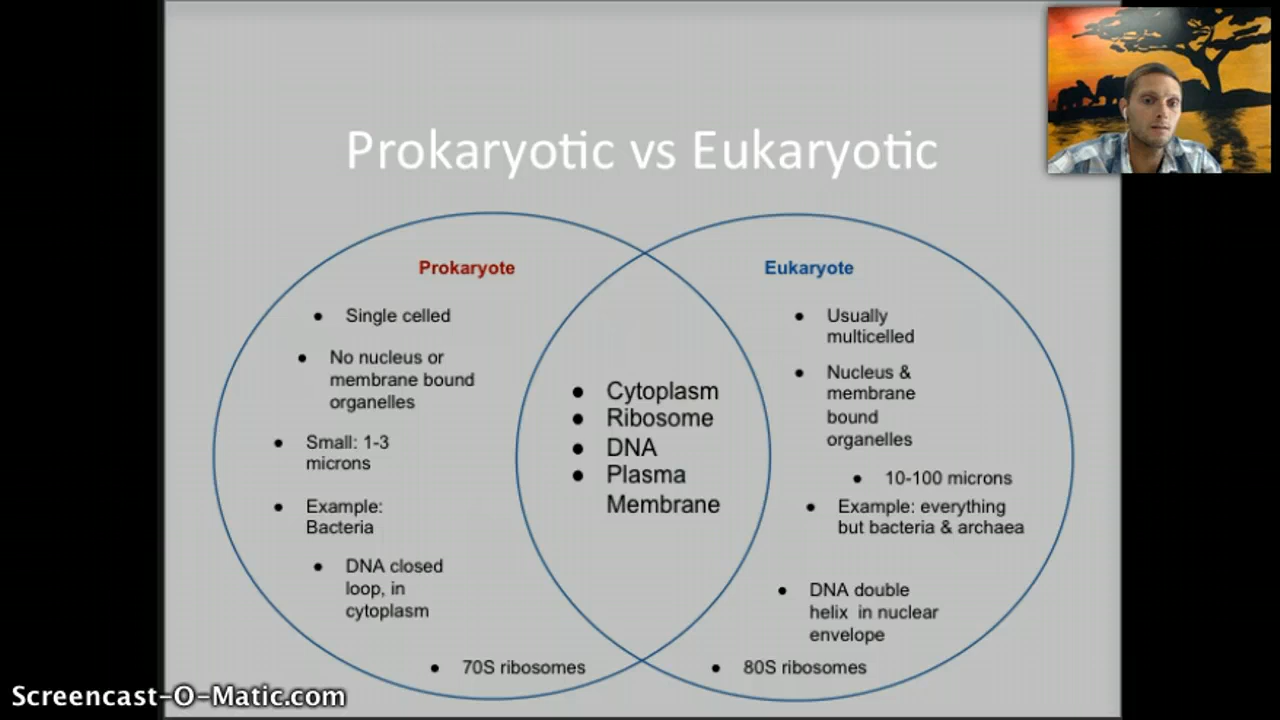 Prokaryotic vs Eukaryotic
Prokaryote
• Single celled
• No nucleus or
membrane bound
organelles
• Small: 1-3
microns
• Example:
Bacteria
• DNA closed
loop, in
cytoplasm
• 70S ribosomes
• Cytoplasm
• Ribosome
• DNA
• Plasma
Membrane
Eukaryote
• Usually
multicelled
• Nucleus &
membrane
bound
organelles
• 10-100 microns
• Example: everything
but bacteria & archaea
• DNA double
helix in nuclear
envelope
• 80S ribosomes
Screencast-O-Matic.com